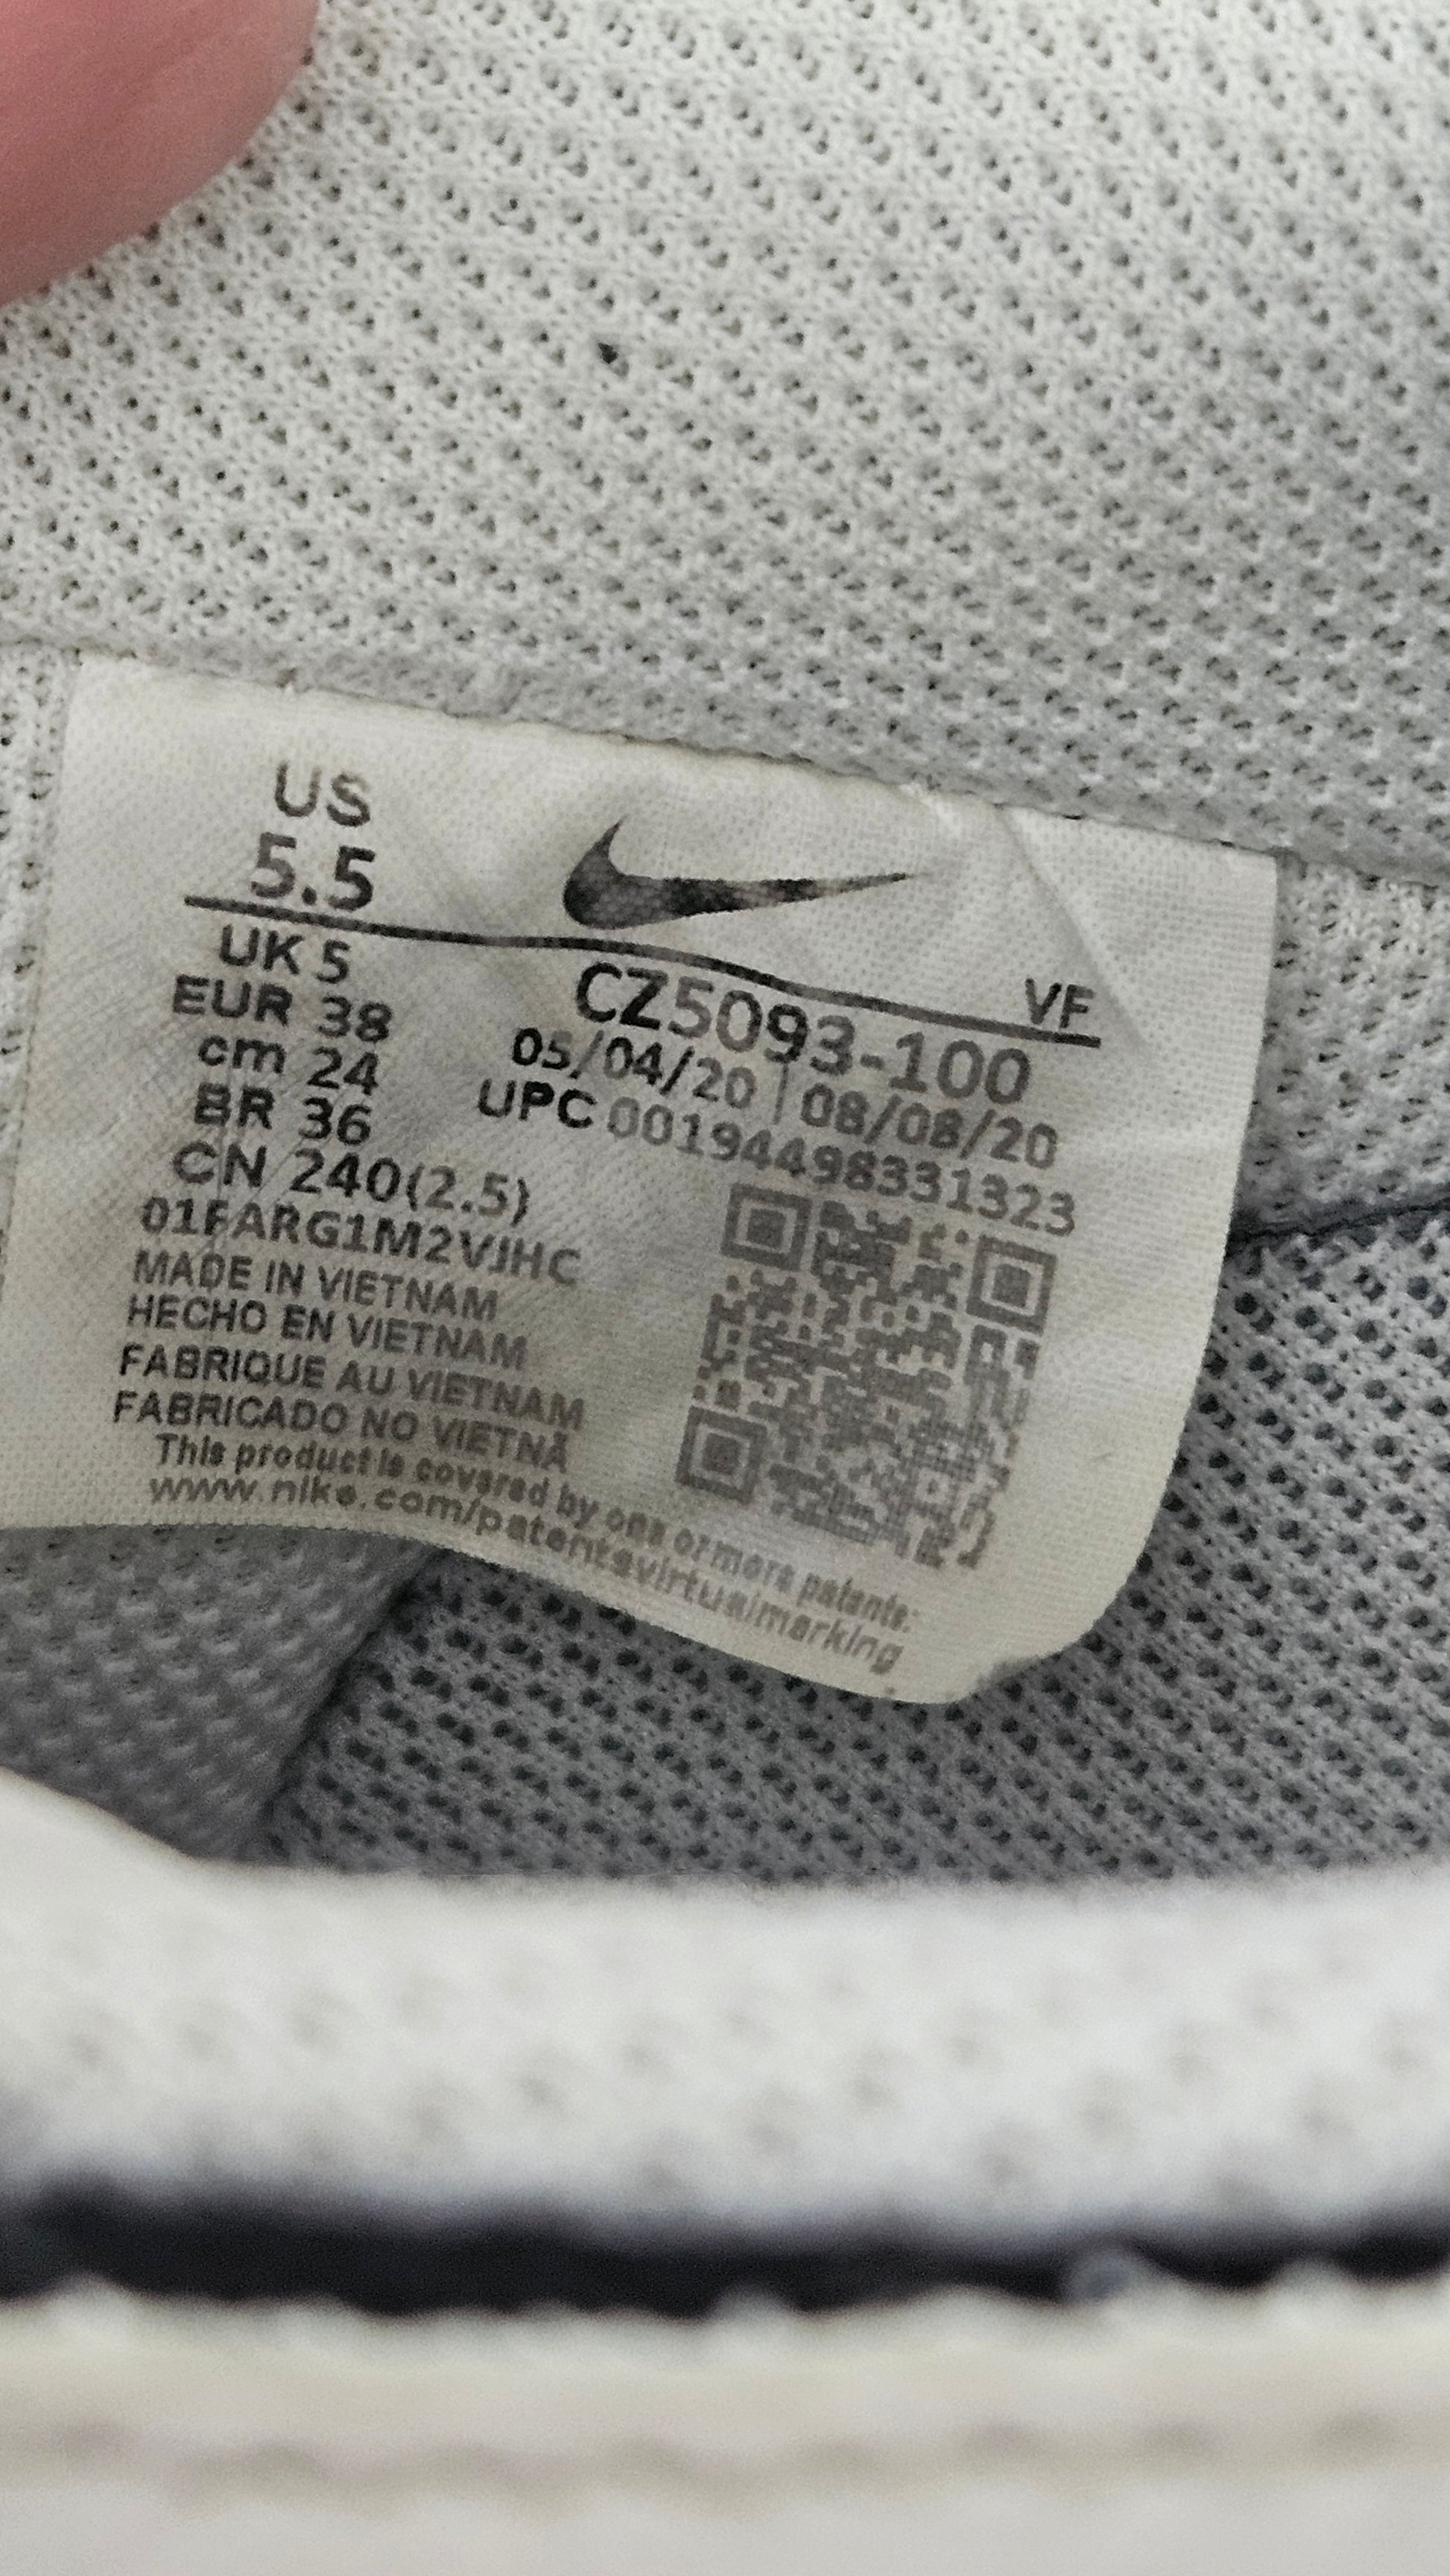 US
5.5
VF
UK 5
EUR 38
cm 24
BR 36
CN 240(2.5)
01FARG1M2VJHC
CZ5093-100
05/04/20 | 08/08/20
UPC 00194498331323
MADE IN VIETNAM
HECHO EN VIETNAM
FABRIQUE AU VIETNAM
FABRICADO NO VIETNÃ
This product is covered by one or more patents:
www.nike.com/patentsvirtualmarking